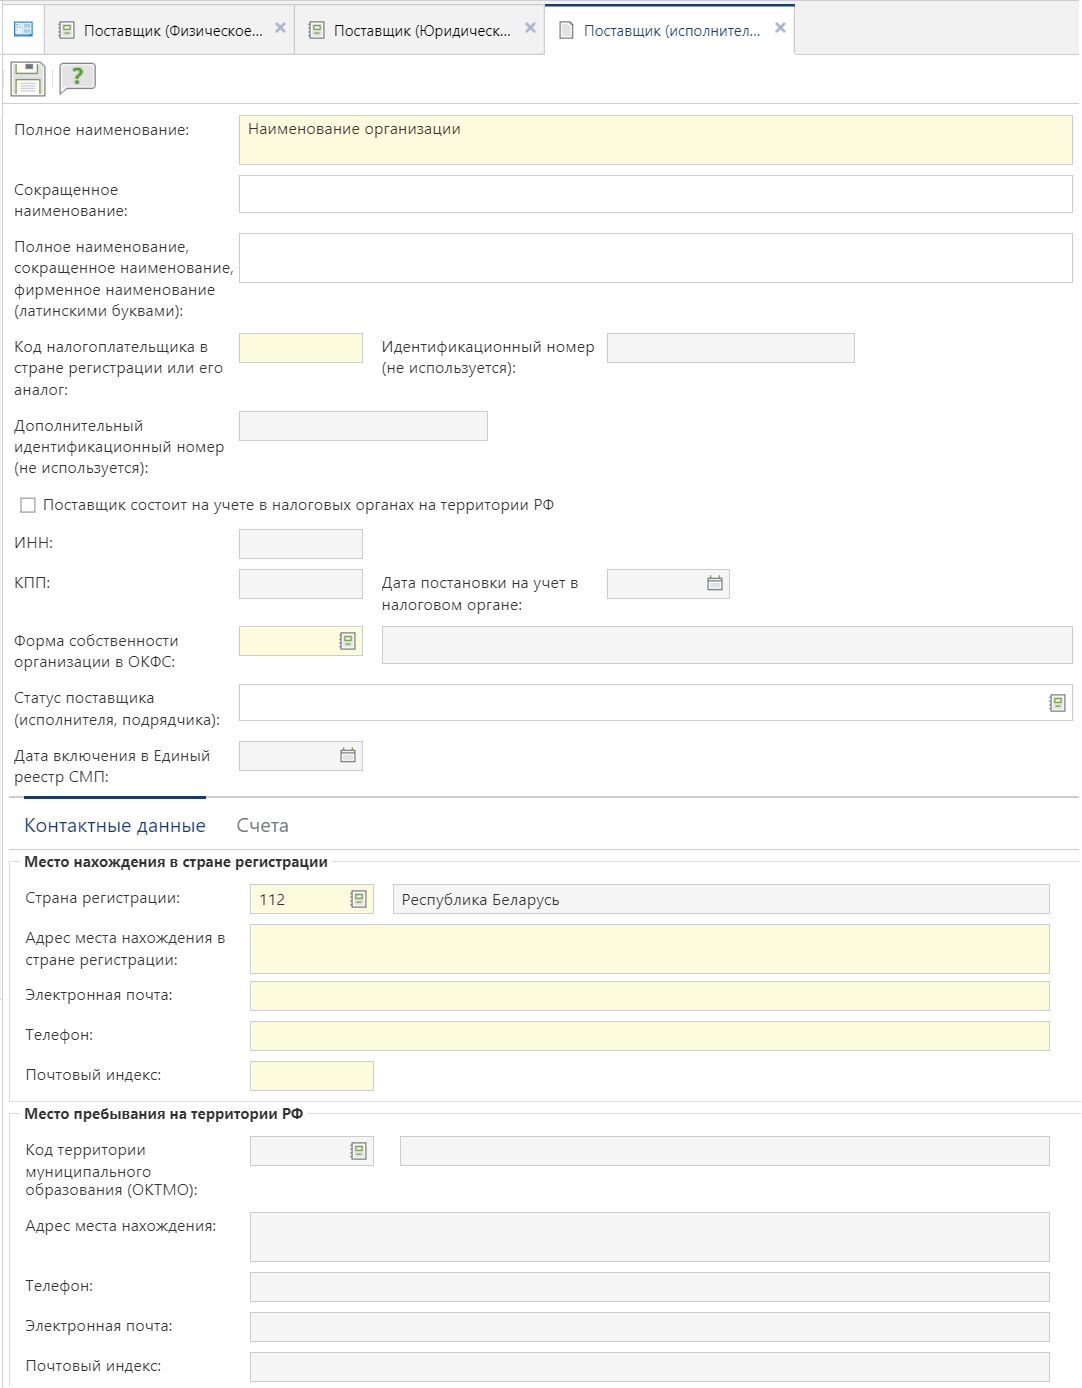 Поставщик (Физическое...
Поставщик (Юридическ...
Поставщик (исполнител...
?
Полное наименование:
Наименование организации
Сокращенное
наименование:
Полное наименование,
сокращенное наименование,
фирменное наименование
(латинскими буквами):
Код налогоплательщика в
стране регистрации или его
аналог:
Идентификационный номер
(не используется):
Дополнительный
идентификационный номер
(не используется):
Поставщик состоит на учете в налоговых органах на территории РФ
ИНН:
КПП:
Дата постановки на учет в
налоговом органе:
Форма собственности
организации в ОКФС:
Статус поставщика
(исполнителя, подрядчика):
Дата включения в Единый
реестр СМП:
Контактные данные
Счета
Место нахождения в стране регистрации
Страна регистрации:
112
Республика Беларусь
Адрес места нахождения в
стране регистрации:
Электронная почта:
Телефон:
Почтовый индекс:
Место пребывания на территории РФ
Код территории
муниципального
образования (ОКТМО):
Адрес места нахождения:
Телефон:
Электронная почта:
Почтовый индекс: